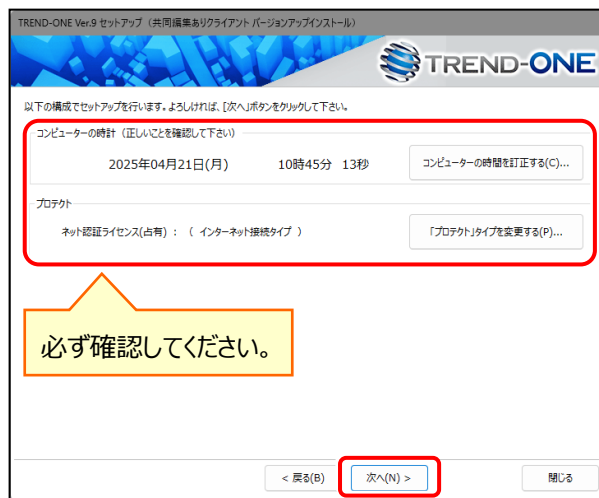 TREND-ONE Ver.9 セットアップ（共同編集ありクライアント バージョンアップインストール）
TREND-ONE
以下の構成でセットアップを行います。よろしければ、[次へ]ボタンをクリックして下さい。
コンピューターの時計（正しいことを確認して下さい）
2025年04月21日(月) 10時45分 13秒 コンピューターの時間を訂正する(C)...
プロテクト
ネット認証ライセンス(占有) ： （ インターネット接続タイプ ） 「プロテクト」タイプを変更する(P)...
必ず確認してください。
< 戻る(B) 次へ(N) > 閉じる